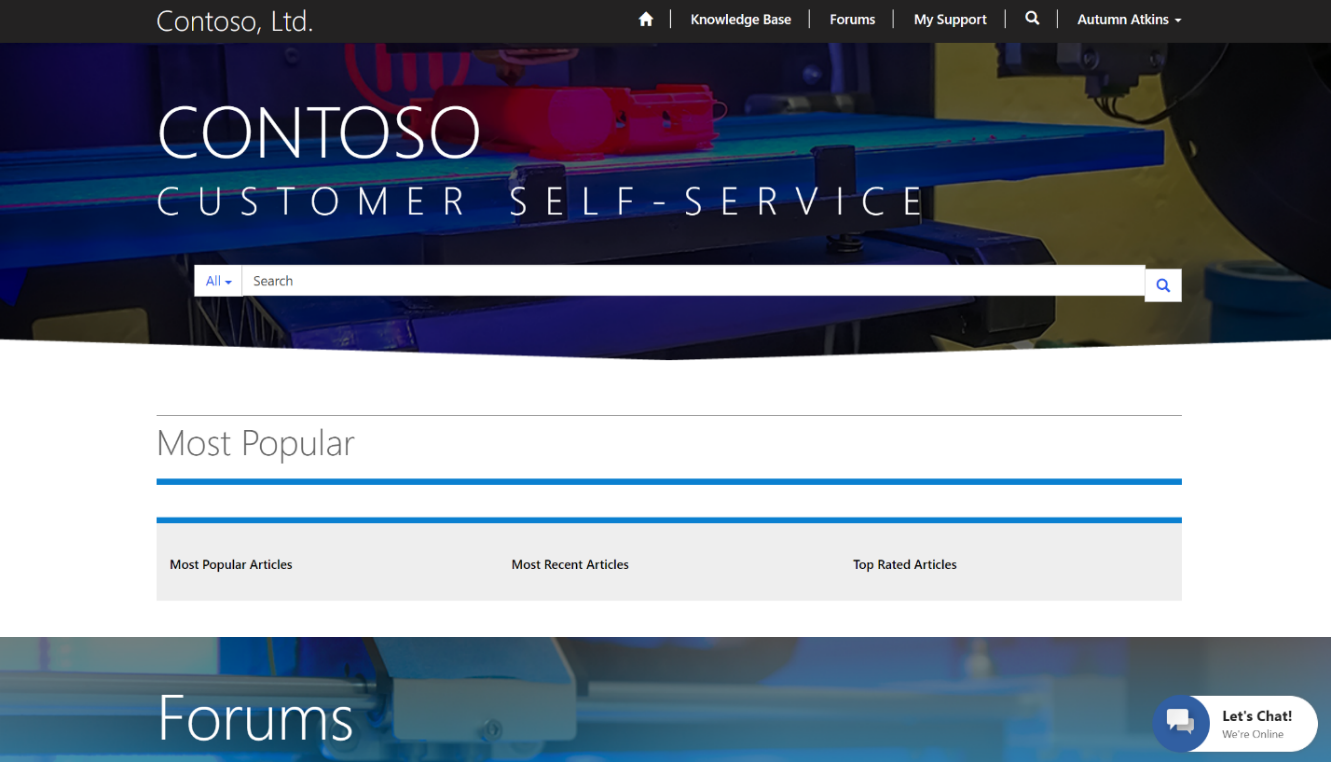 Contoso, Ltd.
Knowledge Base
Forums
My Support
Autumn Atkins
CONTOSO
CUSTOMER SELF-SERVICE
All
Search
Most Popular
Most Popular Articles
Most Recent Articles
Top Rated Articles
Forums
Let's Chat!
We're Online